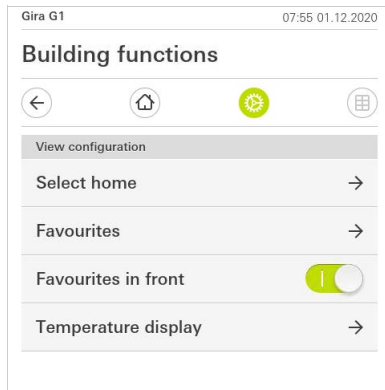 Gira G1 07:55 01.12.2020
Building functions
View configuration
Select home
Favourites
Favourites in front
Temperature display